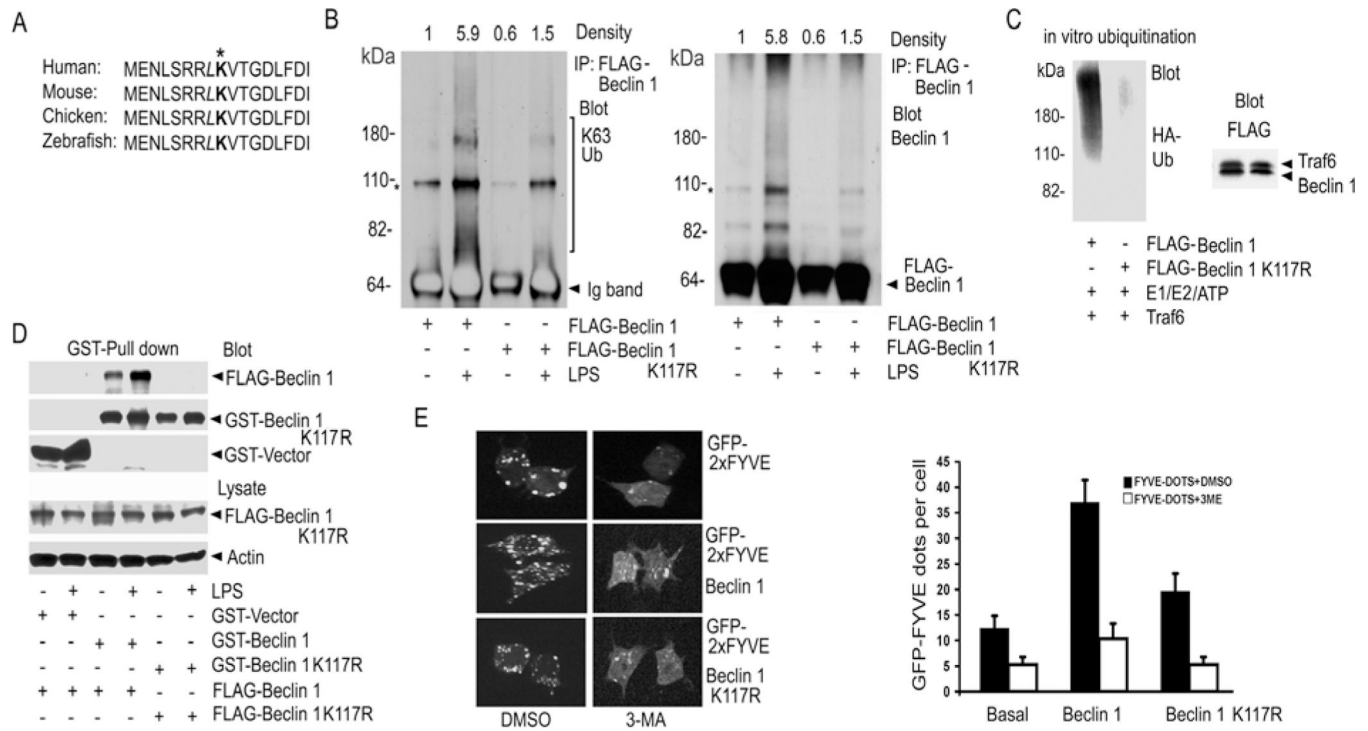 A
*
Human: MENLSRRLKVTGDLFDI
Mouse: MENLSRRLKVTGDLFDI
Chicken: MENLSRRLKVTGDLFDI
Zebrafish: MENLSRRLKVTGDLFDI
B
1 5.9 0.6 1.5 Density
kDa
IP: FLAG-
Beclin 1
Blot
K63
Ub
180-
110-
*
82-
64-
Ig band
+ + - - FLAG-Beclin 1
- - + + FLAG-Beclin 1
K117R
- + - + LPS
1 5.8 0.6 1.5 Density
kDa
IP: FLAG-
Beclin 1
Blot
Beclin 1
180-
110-
*
82-
64-
FLAG-
Beclin 1
+ + - - FLAG-Beclin 1
- - + + FLAG-Beclin 1
K117R
- + - + LPS
C
in vitro ubiquitination
kDa
Blot
180-
HA-
Ub
110-
82-
Blot
FLAG
Traf6
Beclin 1
+ - FLAG-Beclin 1
- + FLAG-Beclin 1 K117R
+ + E1/E2/ATP
+ + Traf6
D
GST-Pull down Blot
FLAG-Beclin 1
GST-Beclin 1
K117R
GST-Vector
Lysate
FLAG-Beclin 1
K117R
Actin
- + - + - + LPS
+ + - - - - GST-Vector
- - + + - - GST-Beclin 1
- - - - + + GST-Beclin 1K117R
+ + + + - - FLAG-Beclin 1
- - - - + + FLAG-Beclin 1K117R
E
GFP-
2xFYVE
GFP-
2xFYVE
Beclin 1
GFP-
2xFYVE
Beclin 1
K117R
DMSO 3-MA
GFP-FYVE dots per cell
45
40
35
30
25
20
15
10
5
0
FYVE-DOTS+DMSO
FYVE-DOTS+3ME
Basal Beclin 1 Beclin 1 K117R